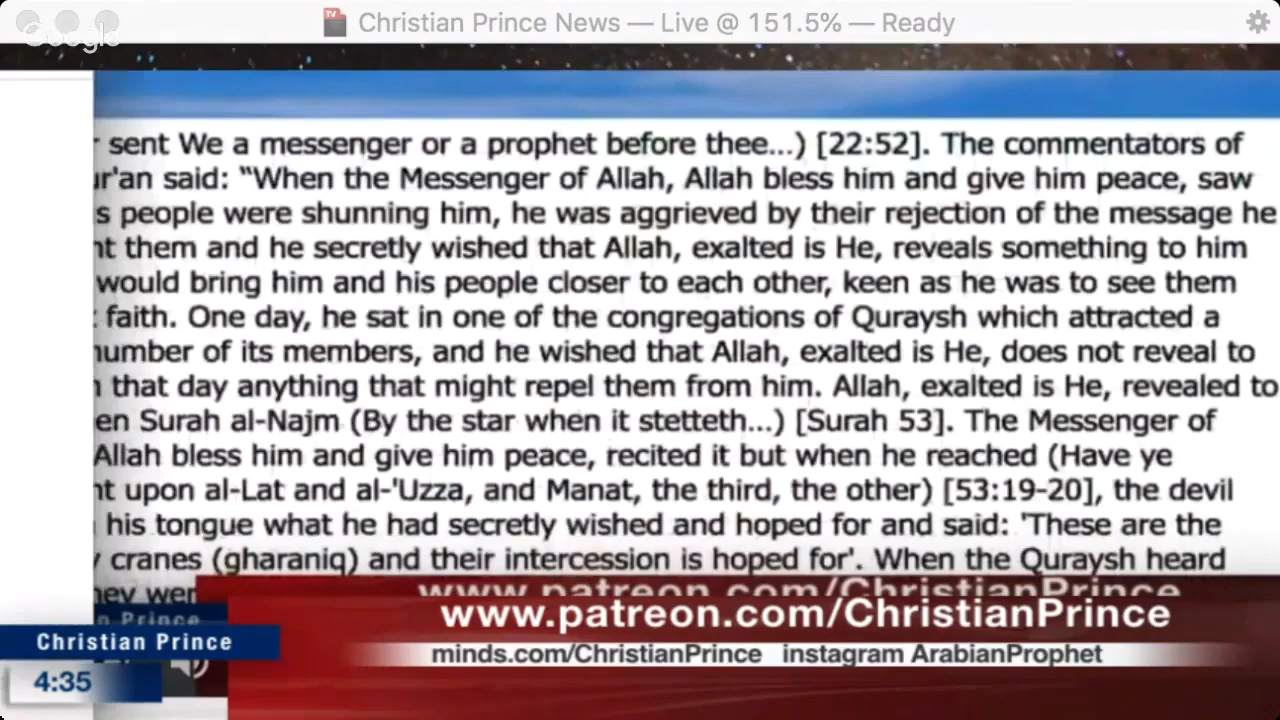 Christian Prince News — Live @ 151.5% — Ready
Google
sent We a messenger or a prophet before thee...) [22:52]. The commentators of
ur'an said: “When the Messenger of Allah, Allah bless him and give him peace, saw
s people were shunning him, he was aggrieved by their rejection of the message he
nt them and he secretly wished that Allah, exalted is He, reveals something to him
would bring him and his people closer to each other, keen as he was to see them
faith. One day, he sat in one of the congregations of Quraysh which attracted a
number of its members, and he wished that Allah, exalted is He, does not reveal to
that day anything that might repel them from him. Allah, exalted is He, revealed to
en Surah al-Najm (By the star when it stetteth...) [Surah 53]. The Messenger of
Allah bless him and give him peace, recited it but when he reached (Have ye
nt upon al-Lat and al-'Uzza, and Manat, the third, the other) [53:19-20], the devil
his tongue what he had secretly wished and hoped for and said: 'These are the
cranes (gharaniq) and their intercession is hoped for'. When the Quraysh heard
hey wer
www.patreon.com/ChristianPrince
www.patreon.com/ChristianPrince
n Prince
Christian Prince
minds.com/ChristianPrince instagram ArabianProphet
4:35